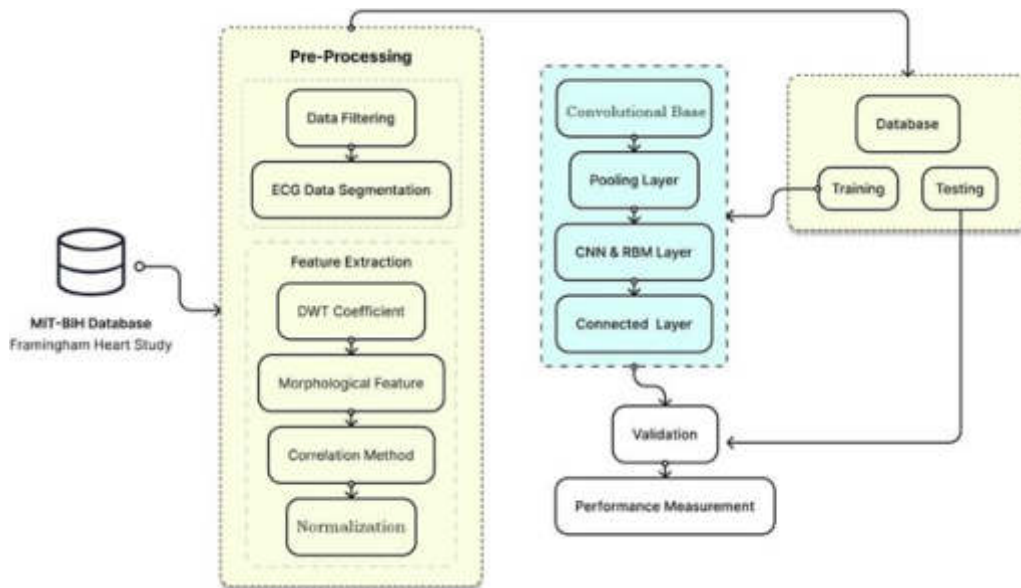 Pre-Processing
Data Filtering
ECG Data Segmentation
Feature Extraction
DWT Coefficient
Morphological Feature
Correlation Method
Normalization
MIT-BIH Database
Framingham Heart Study
Convolutional Base
Pooling Layer
CNN & RBM Layer
Connected Layer
Validation
Performance Measurement
Database
Training
Testing